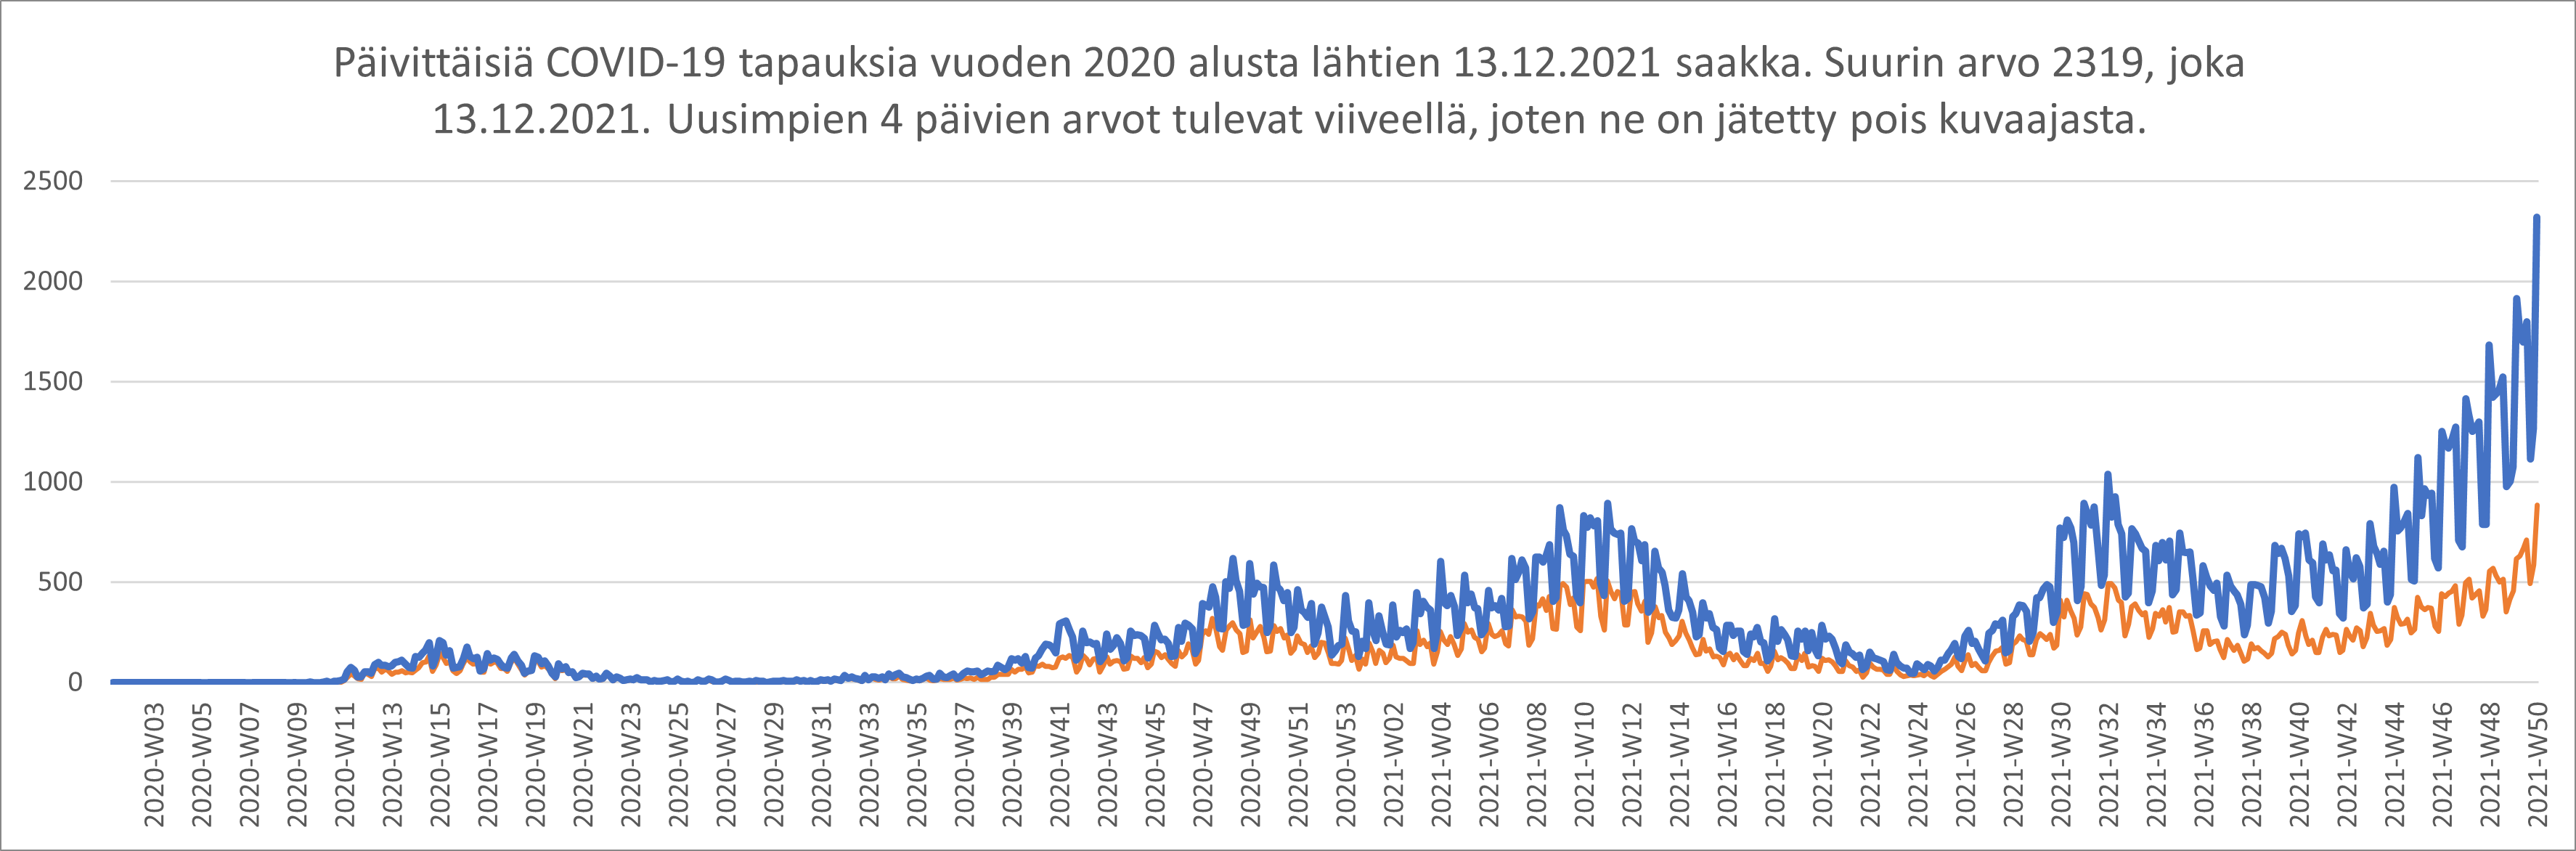 Päivittäisiä COVID-19 tapauksia vuoden 2020 alusta lähtien 13.12.2021 saakka. Suurin arvo 2319, joka
13.12.2021. Uusimpien 4 päivien arvot tulevat viiveellä, joten ne on jätetty pois kuvaajasta.
2500
2000
1500
1000
500
0
2020-W03
2020-W05
2020-W07
2020-W09
2020-W11
2020-W13
2020-W15
2020-W17
2020-W19
2020-W21
2020-W23
2020-W25
2020-W27
2020-W29
2020-W31
2020-W33
2020-W35
2020-W37
2020-W39
2020-W41
2020-W43
2020-W45
2020-W47
2020-W49
2020-W51
2020-W53
2021-W02
2021-W04
2021-W06
2021-W08
2021-W10
2021-W12
2021-W14
2021-W16
2021-W18
2021-W20
2021-W22
2021-W24
2021-W26
2021-W28
2021-W30
2021-W32
2021-W34
2021-W36
2021-W38
2021-W40
2021-W42
2021-W44
2021-W46
2021-W48
2021-W50